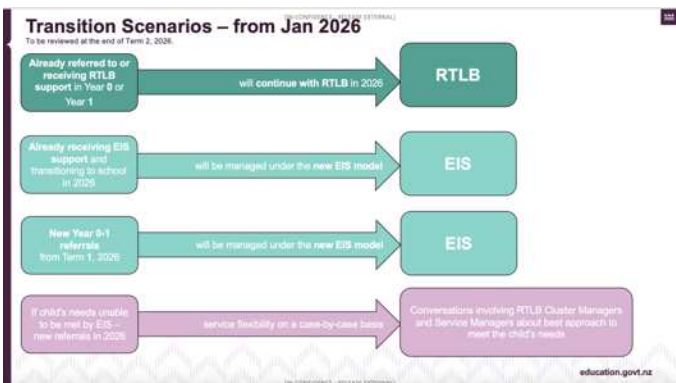 [IN CONFIDENCE - RELEASE EXTERNAL]
Transition Scenarios – from Jan 2026
To be reviewed at the end of Term 2, 2026.
Already referred to or
receiving RTLB
support in Year 0 or
Year 1
will continue with RTLB in 2026
RTLB
Already receiving EIS
support and
transitioning to school
in 2026
will be managed under the new EIS model
EIS
New Year 0-1
referrals
from Term 1, 2026
will be managed under the new EIS model
EIS
If child's needs unable
to be met by EIS –
new referrals in 2026
service flexibility on a case-by-case basis
Conversations involving RTLB Cluster Managers
and Service Managers about best approach to
meet the child's needs
education.govt.nz